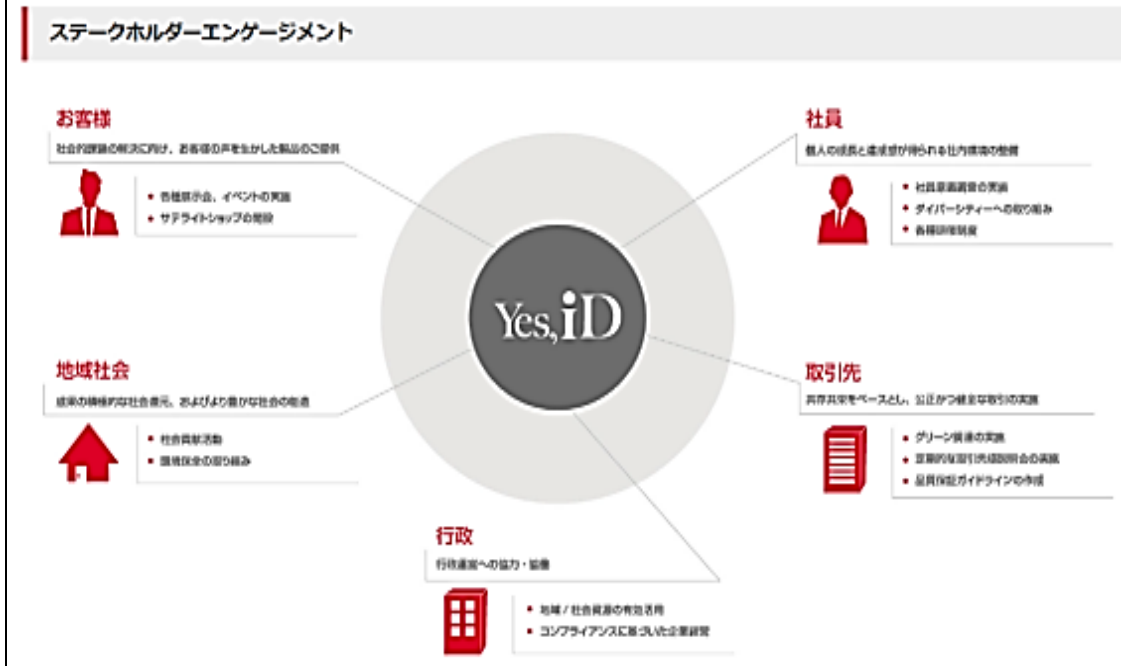 ステークホルダーエンゲージメント
お客様
社会的課題の解決に向け、お客様の声を生かした製品のご提供
各種展示会、イベントの実施
サテライトショップの開設
社員
個人の成長と達成感が得られる社内環境の整備
社員意識調査の実施
ダイバーシティーへの取り組み
各種研修制度
Yes, iD
地域社会
成果の積極的な社会還元、およびより豊かな社会の創造
社会貢献活動
環境保全の取り組み
取引先
共存共栄をベースとし、公正かつ健全な取引の実施
グリーン調達の実施
定期的な取引先様説明会の実施
品質保証ガイドラインの作成
行政
行政運営への協力・協働
地域 / 社会資源の有効活用
コンプライアンスに基づいた企業経営